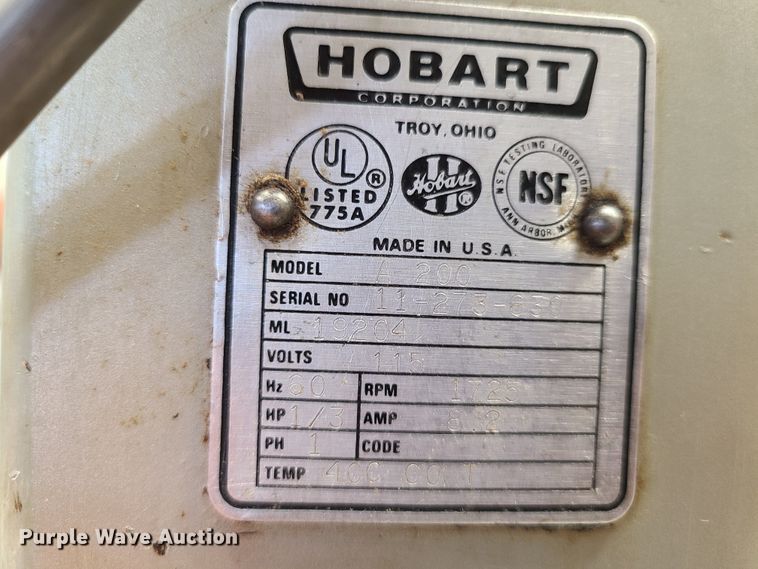 HOBART
CORPORATION
TROY, OHIO
UL
LISTED
775A
®
Hobart
®
NSF TESTING LABORATORY
NSF
ANN ARBOR,
MADE IN U.S.A.
MODEL A 200
SERIAL NO 11-273-630
ML-19204
VOLTS 115
Hz 60 RPM 1725
HP 1/3 AMP
PH 1 CODE
TEMP 40C CONT
Purple Wave Auction